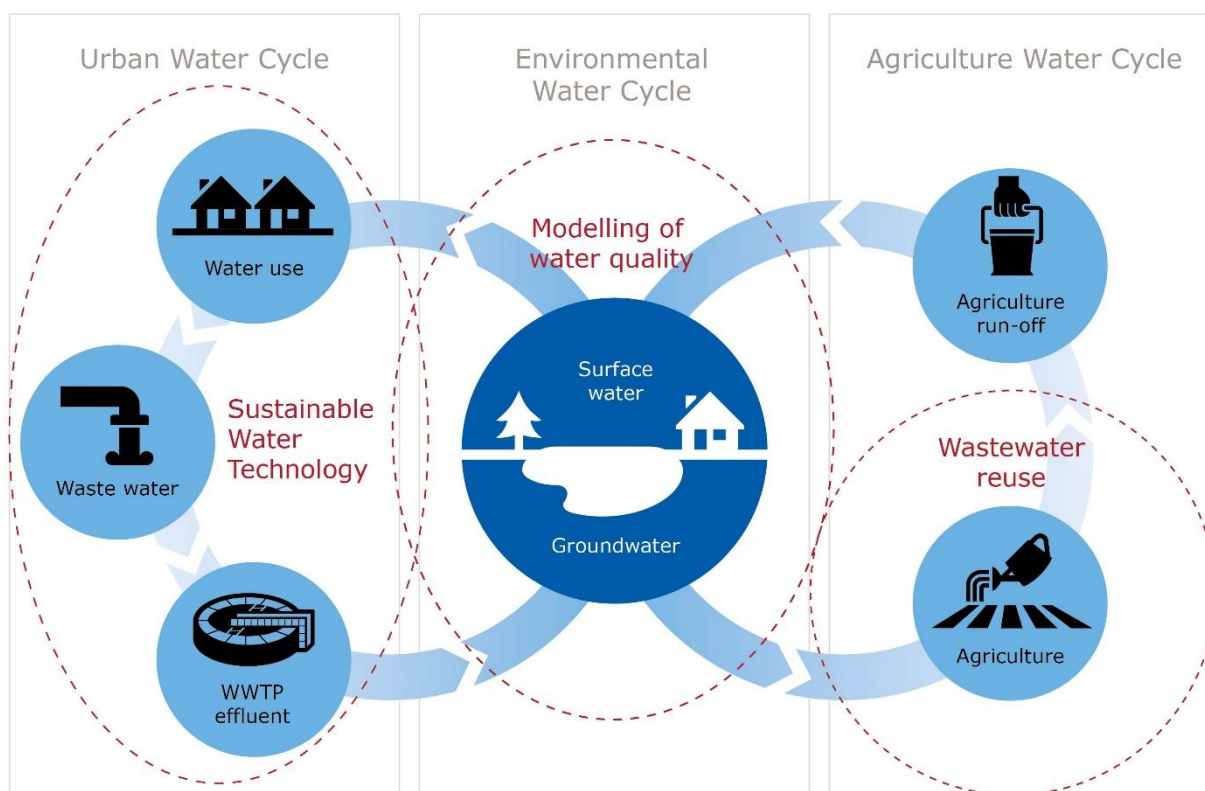 Urban Water Cycle
Environmental
Water Cycle
Agriculture Water Cycle
Water use
Waste water
WWTP
effluent
Sustainable
Water
Technology
Modelling of
water quality
Surface
water
Groundwater
Agriculture
run-off
Wastewater
reuse
Agriculture